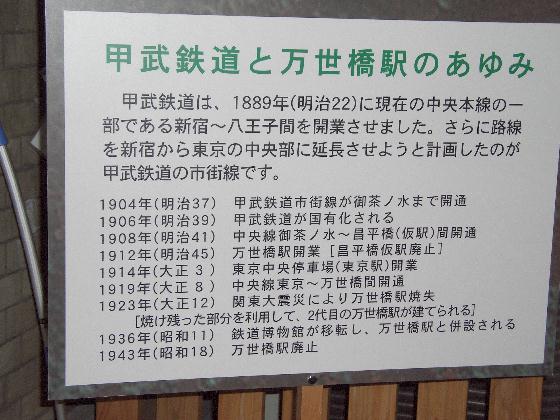 甲武鉄道と万世橋駅のあゆみ
甲武鉄道は、1889年(明治22)に現在の中央本線の一
部である新宿～八王子間を開業させました。さらに路線
を新宿から東京の中央部に延長させようと計画したのが
甲武鉄道の市街線です。
1904年(明治37) 甲武鉄道市街線が御茶ノ水まで開通
1906年(明治39) 甲武鉄道が国有化される
1908年(明治41) 中央線御茶ノ水～昌平橋(仮駅)間開通
1912年(明治45) 万世橋駅開業［昌平橋仮駅廃止］
1914年(大正 3 ) 東京中央停車場(東京駅)開業
1919年(大正 8 ) 中央線東京～万世橋間開通
1923年(大正12) 関東大震災により万世橋駅焼失
[焼け残った部分を利用して、2代目の万世橋駅が建てられる]
1936年(昭和11) 鉄道博物館が移転し、万世橋駅と併設される
1943年(昭和18) 万世橋駅廃止